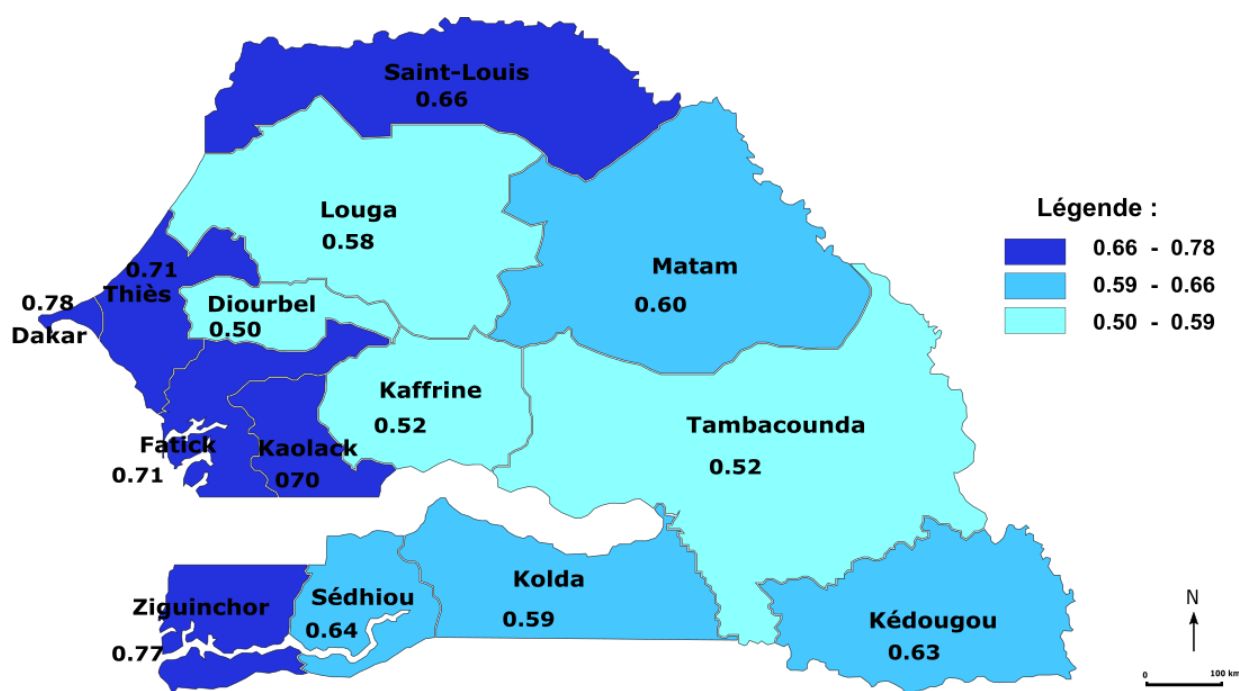 Saint-Louis
0.66
Louga
0.58
Matam
0.60
0.71
Thiès
Diourbel
0.50
0.78
Dakar
Kaffrine
0.52
Tambacounda
0.52
Fatick
0.71
Kaolack
070
Ziguinchor
0.77
Sédhiou
0.64
Kolda
0.59
Kédougou
0.63
Légende :
0.66 - 0.78
0.59 - 0.66
0.50 - 0.59
N
0 100 km